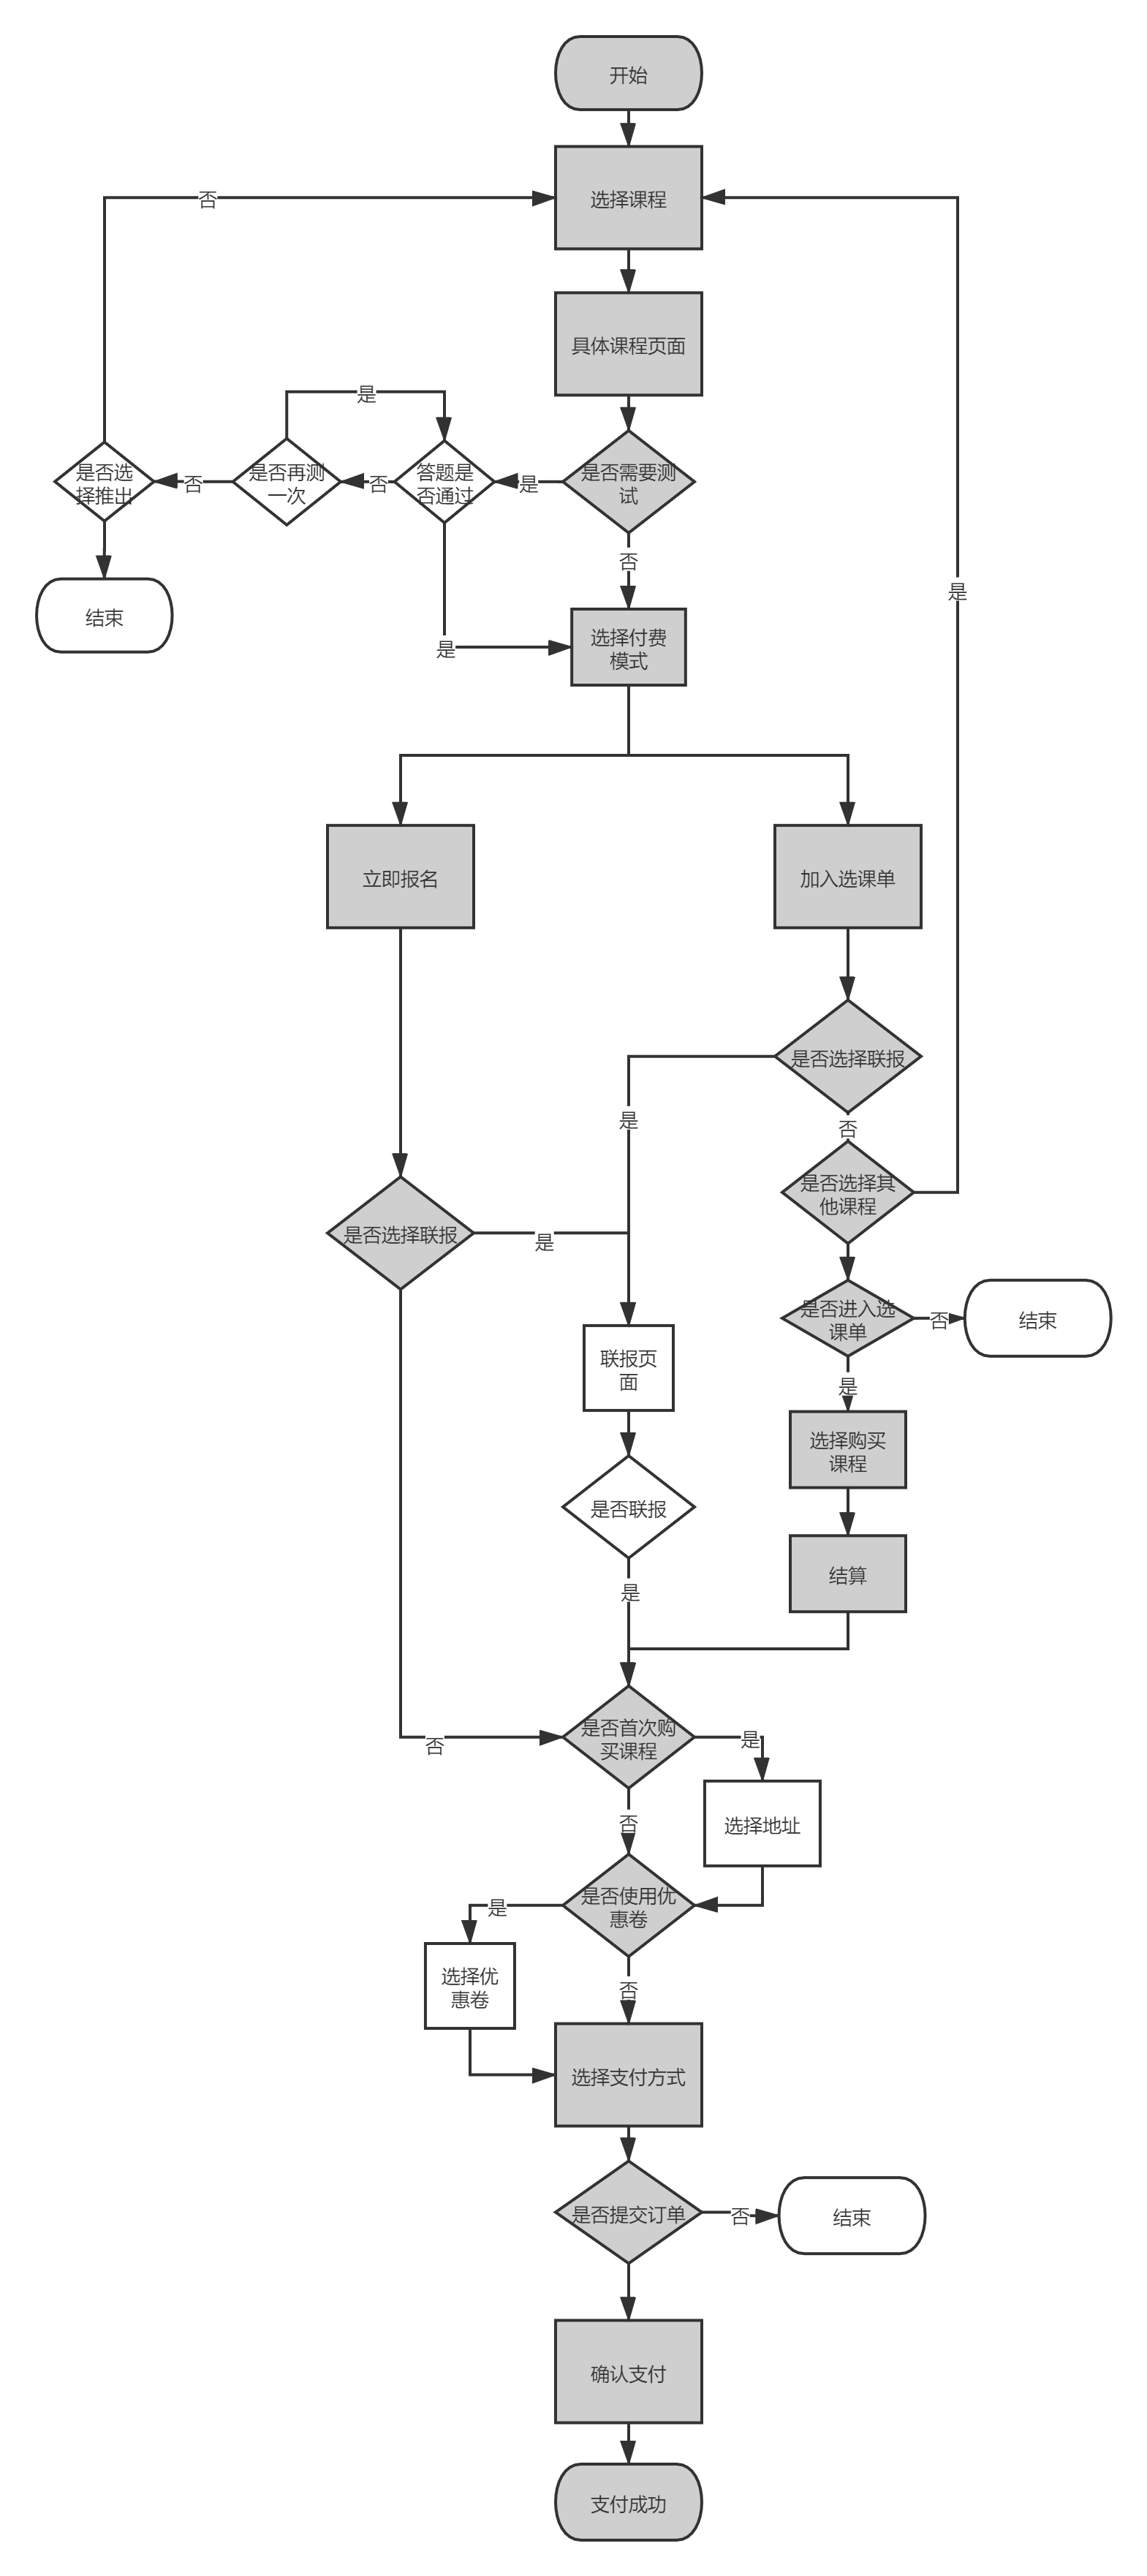 开始
选择课程
否
具体课程页面
是
是否选
择推出
否
是否再测
一次
否
答题是
否通过
是
是否需要测
试
否
是
结束
选择付费
模式
是
立即报名
加入选课单
是否选择联报
是
否
是否选择其
他课程
是否选择联报
是
是否进入选
课单
否
结束
联报页
面
是
选择购买
课程
是否联报
结算
是
是否首次购
买课程
是
否
否
选择地址
是否使用优
惠卷
是
选择优
惠卷
否
选择支付方式
是否提交订单
否
结束
确认支付
支付成功